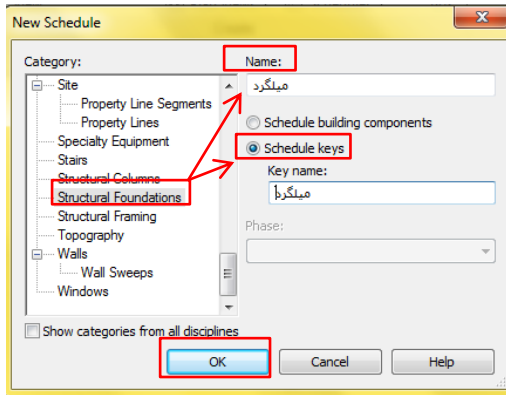 New Schedule
Category:
Site
Property Line Segments
Property Lines
Specialty Equipment
Stairs
Structural Columns
Structural Foundations
Structural Framing
Topography
Walls
Wall Sweeps
Windows
Show categories from all disciplines
Name:
میلگرد
Schedule building components
Schedule keys
Key name:
میلگرد
Phase:
OK
Cancel
Help